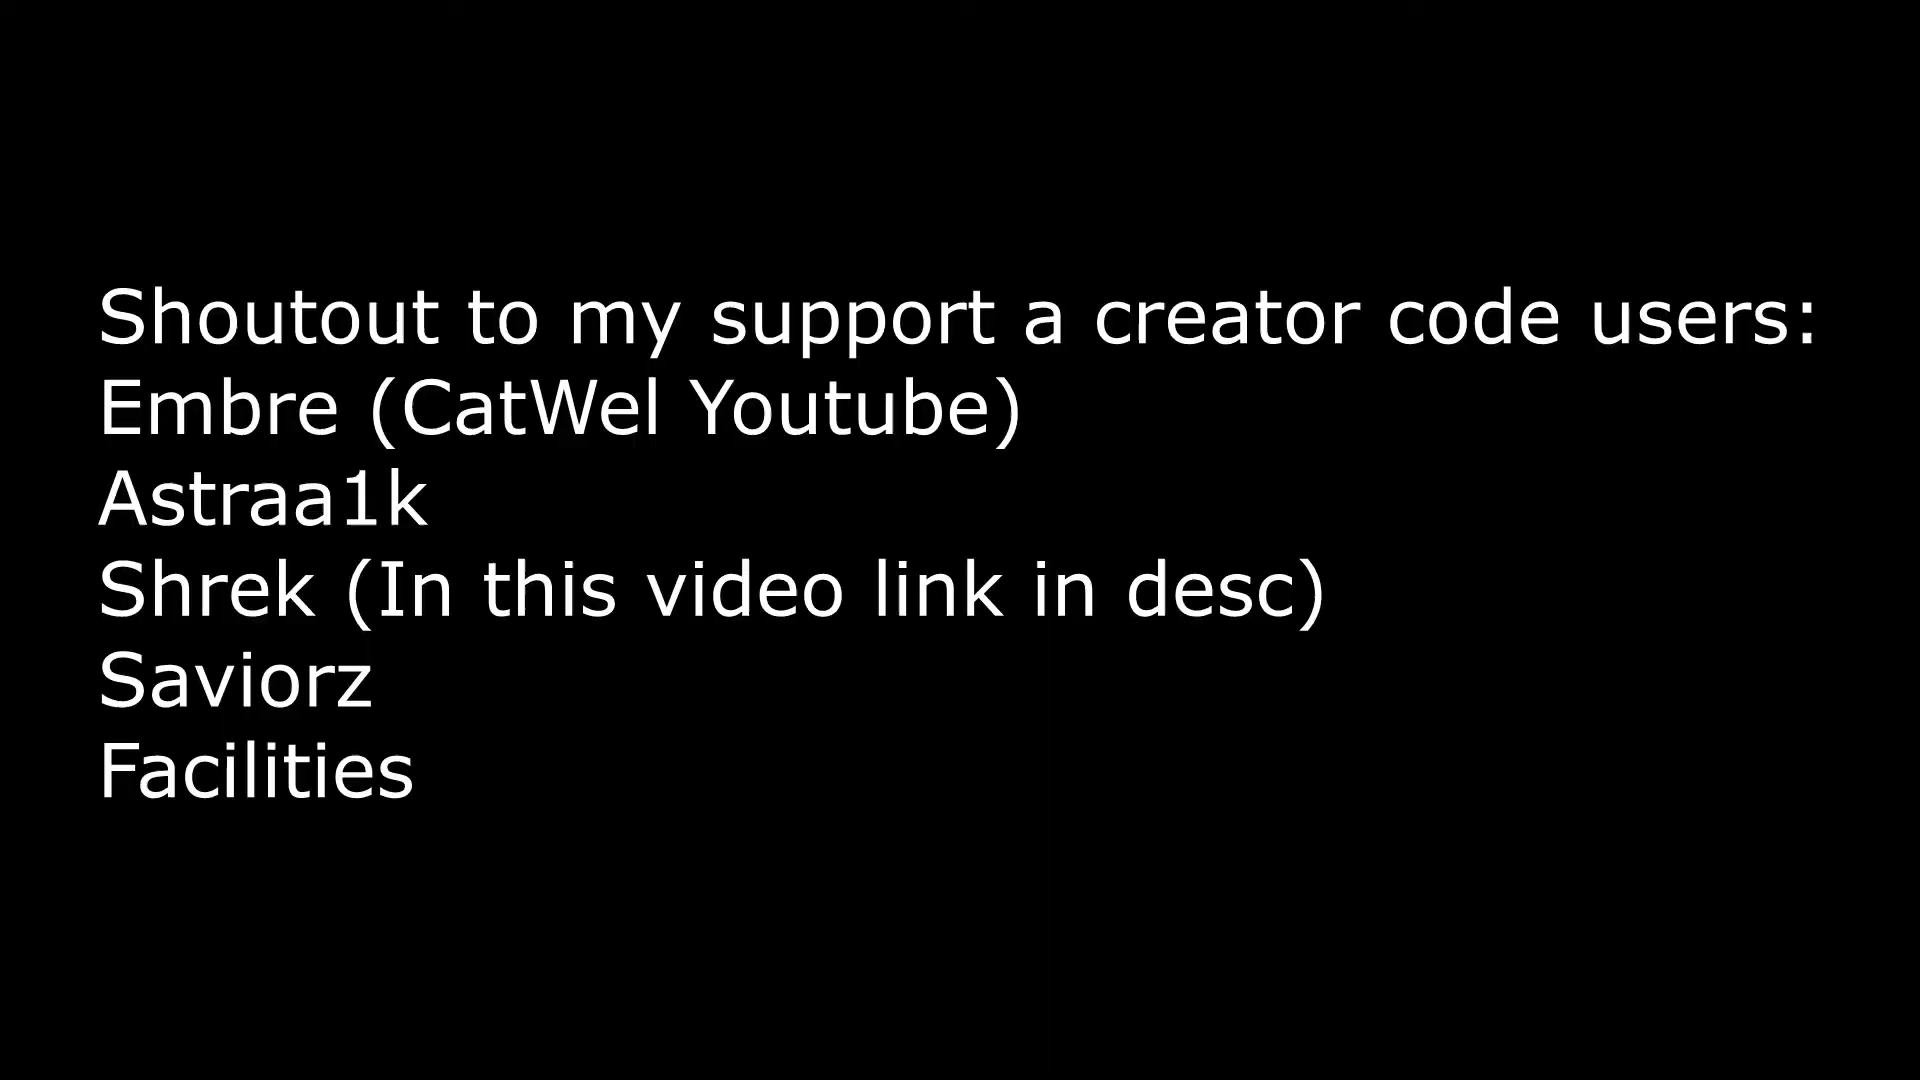 Shoutout to my support a creator code users:
Embre (CatWel Youtube)
Astraa1k
Shrek (In this video link in desc)
Saviorz
Facilities